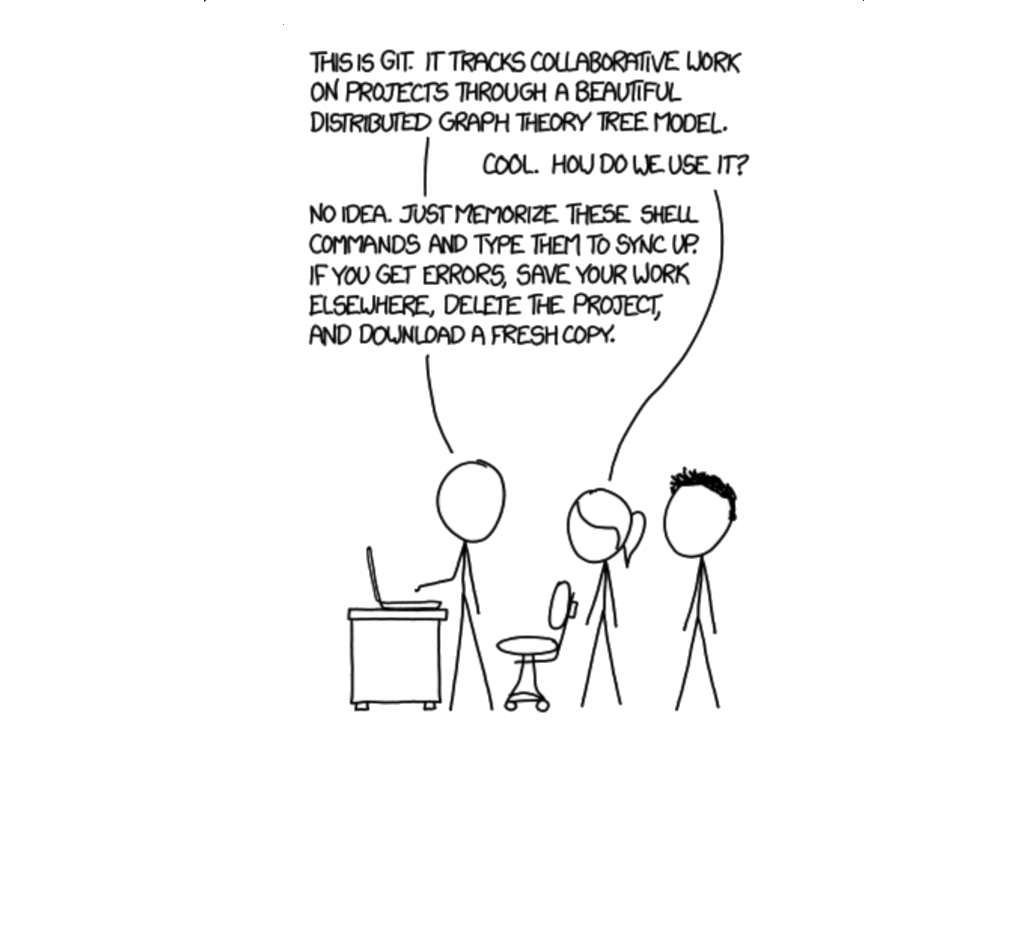 THIS IS GIT. IT TRACKS COLLABORATIVE WORK
ON PROJECTS THROUGH A BEAUTIFUL
DISTRIBUTED GRAPH THEORY TREE MODEL.
COOL. HOW DO WE USE IT?
NO IDEA. JUST MEMORIZE THESE SHELL
COMMANDS AND TYPE THEM TO SYNC UP.
IF YOU GET ERRORS, SAVE YOUR WORK
ELSEWHERE, DELETE THE PROJECT,
AND DOWNLOAD A FRESH COPY.